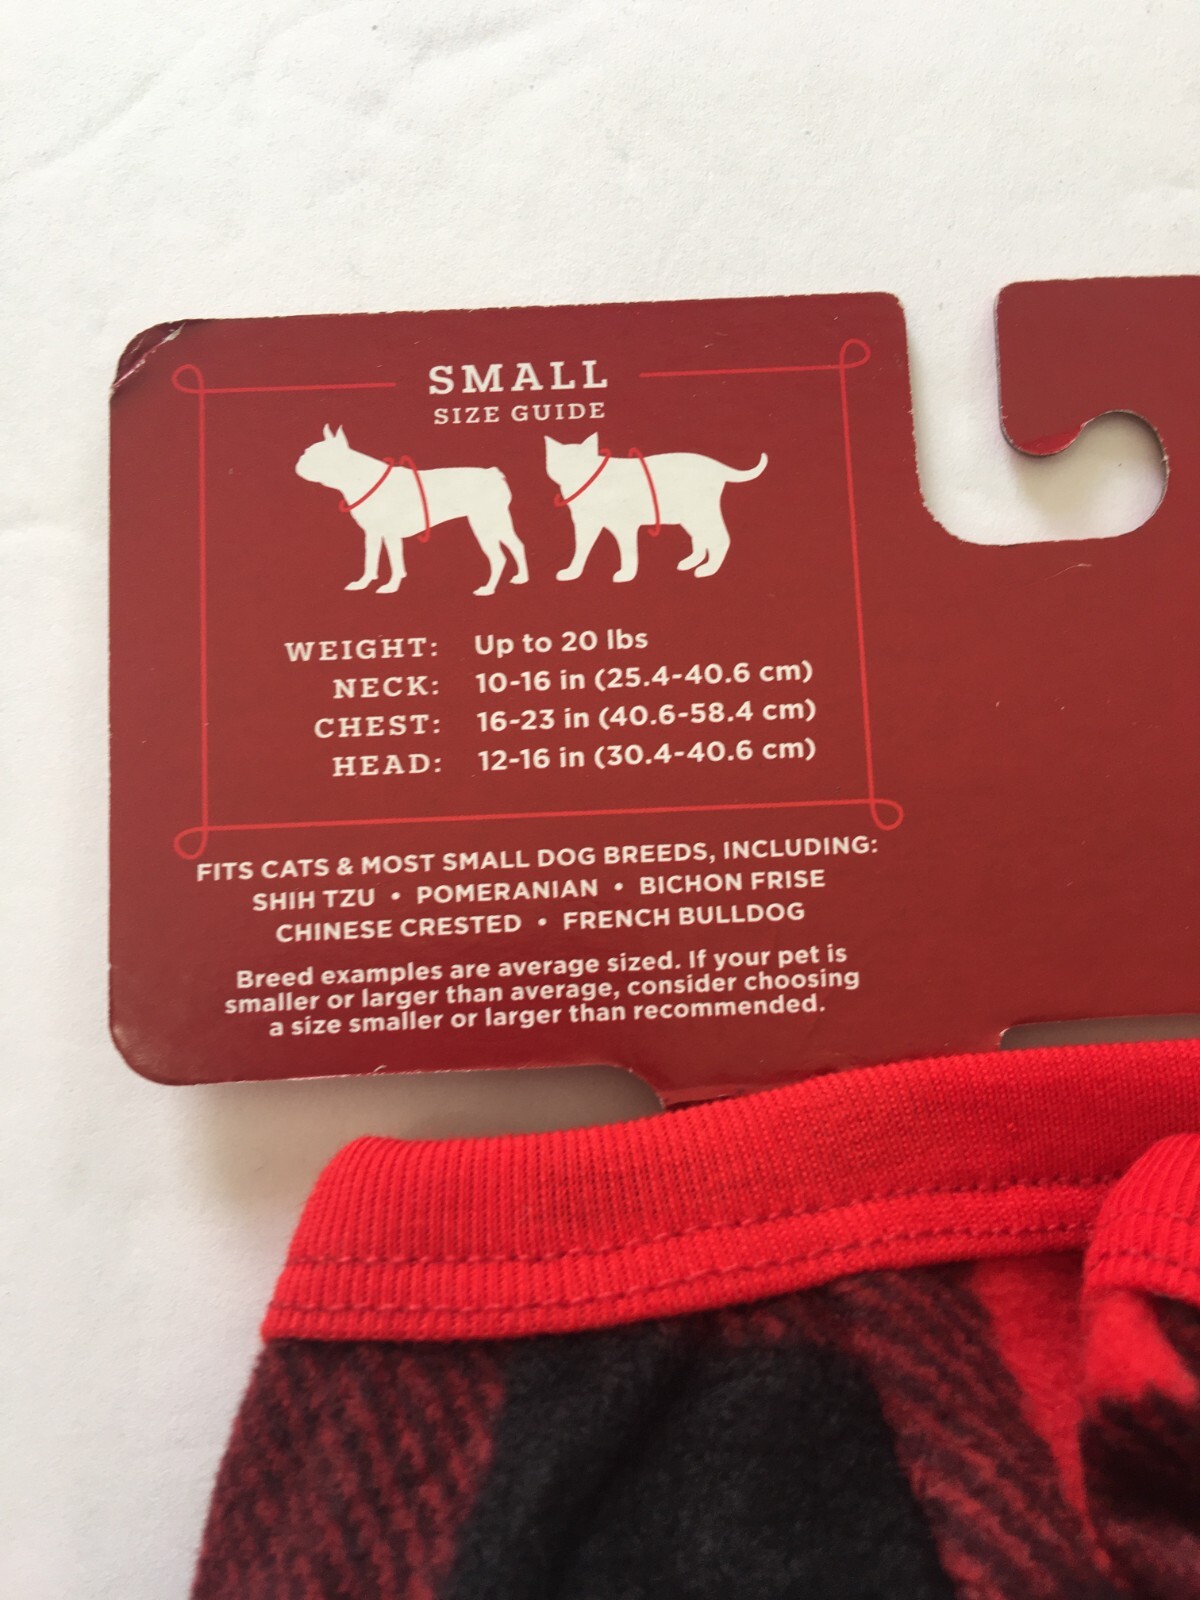 SMALL
SIZE GUIDE
WEIGHT: Up to 20 lbs
NECK: 10-16 in (25.4-40.6 cm)
CHEST: 16-23 in (40.6-58.4 cm)
HEAD: 12-16 in (30.4-40.6 cm)
FITS CATS & MOST SMALL DOG BREEDS, INCLUDING:
SHIH TZU • POMERANIAN • BICHON FRISE
CHINESE CRESTED • FRENCH BULLDOG
Breed examples are average sized. If your pet is
smaller or larger than average, consider choosing
a size smaller or larger than recommended.